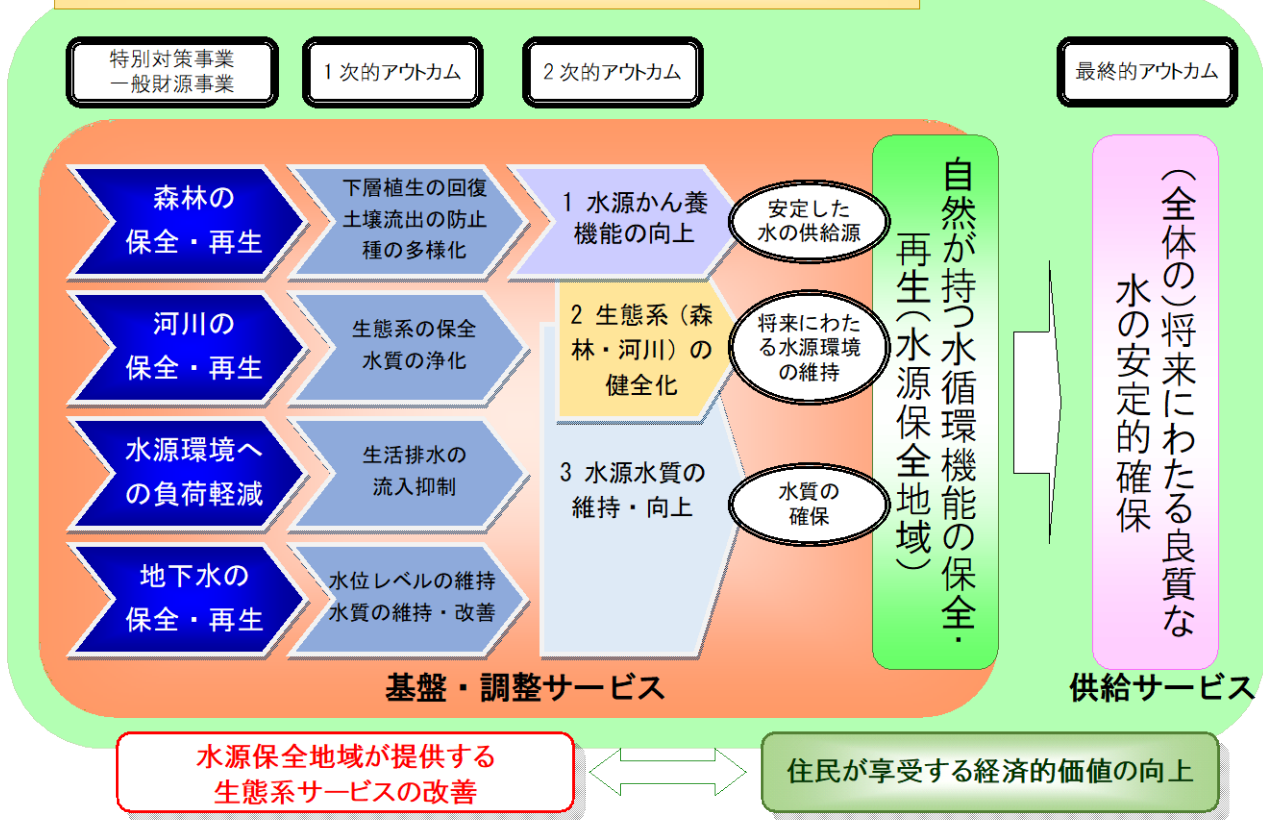 特別対策事業
一般財源事業
１次的アウトカム
２次的アウトカム
最終的アウトカム
森林の
保全・再生
下層植生の回復
土壌流出の防止
種の多様化
１ 水源かん養
機能の向上
安定した
水の供給源
河川の
保全・再生
生態系の保全
水質の浄化
２ 生態系（森
林・河川）の
健全化
将来にわた
る水源環境
の維持
水源環境へ
の負荷軽減
生活排水の
流入抑制
３ 水源水質の
維持・向上
水質の
確保
地下水の
保全・再生
水位レベルの維持
水質の維持・改善
自然が持つ水循環機能の保全・
再生（水源保全地域）
（全体の）将来にわたる良質な
水の安定的確保
基盤・調整サービス
供給サービス
水源保全地域が提供する
生態系サービスの改善
住民が享受する経済的価値の向上